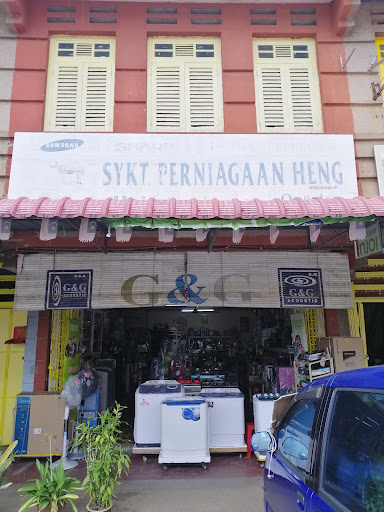 SAMSUNG
SHARP
SYKT PERNIAGAAN HENG
G&G
G&G
ACOUSTIC
G&G
ACOUSTIC